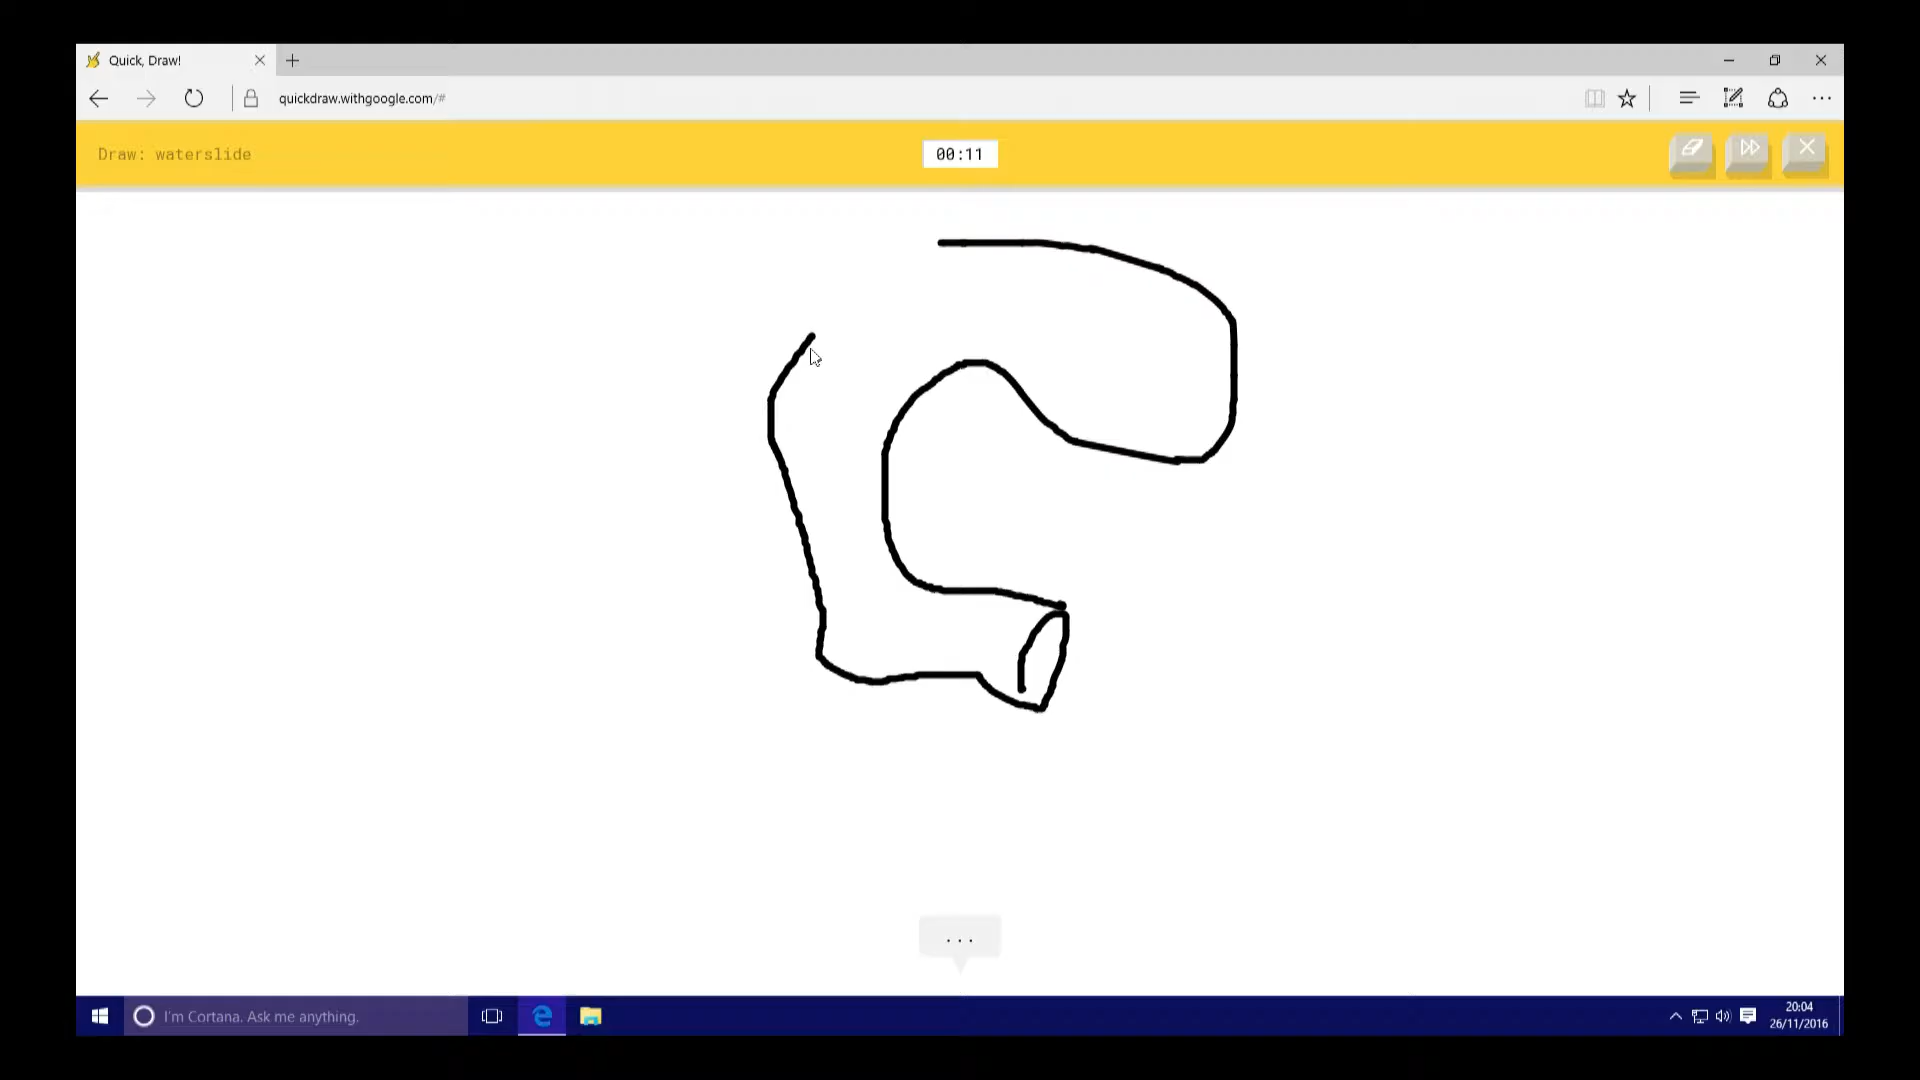 Quick, Draw!
quickdraw.withgoogle.com/#
Draw: waterslide
00:11
...
I'm Cortana. Ask me anything.
20:04
26/11/2016